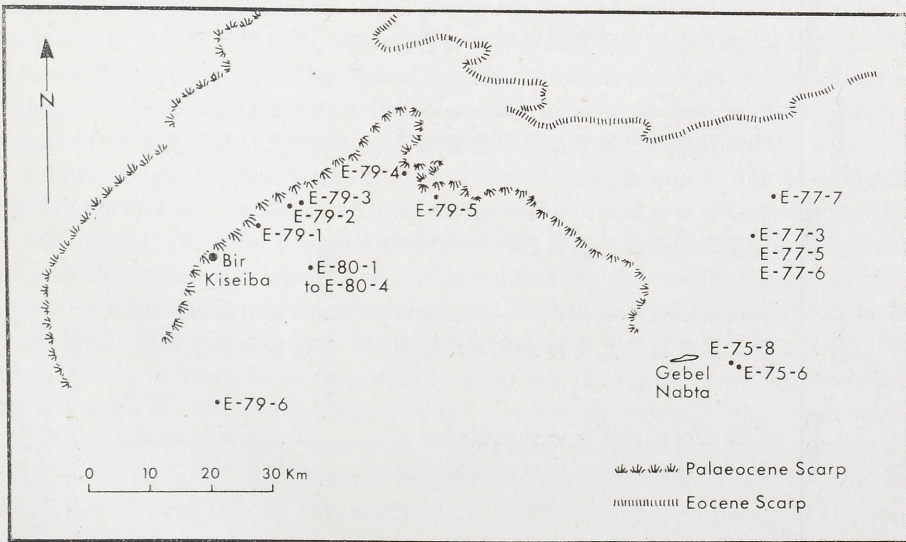 N
E-79-4
E-79-3
E-79-2
E-79-5
E-77-7
E-79-1
E-77-3
E-77-5
E-77-6
Bir
Kiseiba
E-80-1
to E-80-4
E-75-8
E-75-6
Gebel
Nabta
E-79-6
0 10 20 30 Km
Palaeocene Scarp
Eocene Scarp